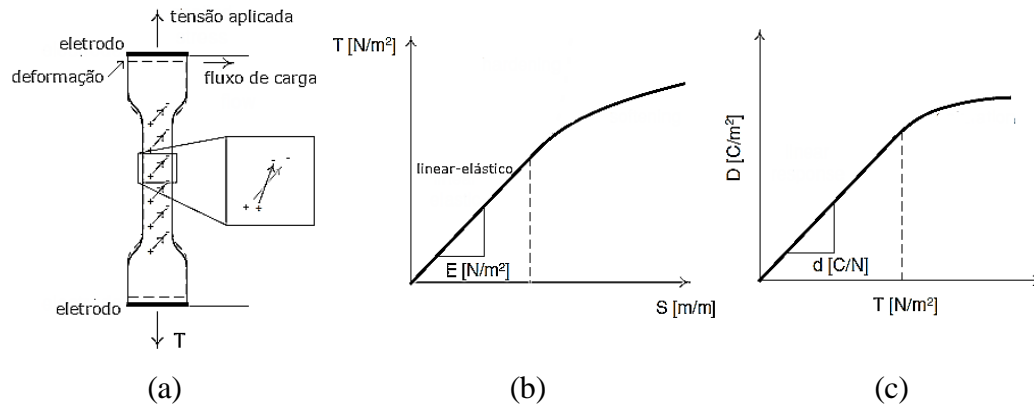 tensão aplicada
eletrodo
deformação
fluxo de carga
eletrodo
T
T [N/m²]
linear-elástico
E [N/m²]
S [m/m]
D [C/m²]
d [C/N]
T [N/m²]
(a)
(b)
(c)